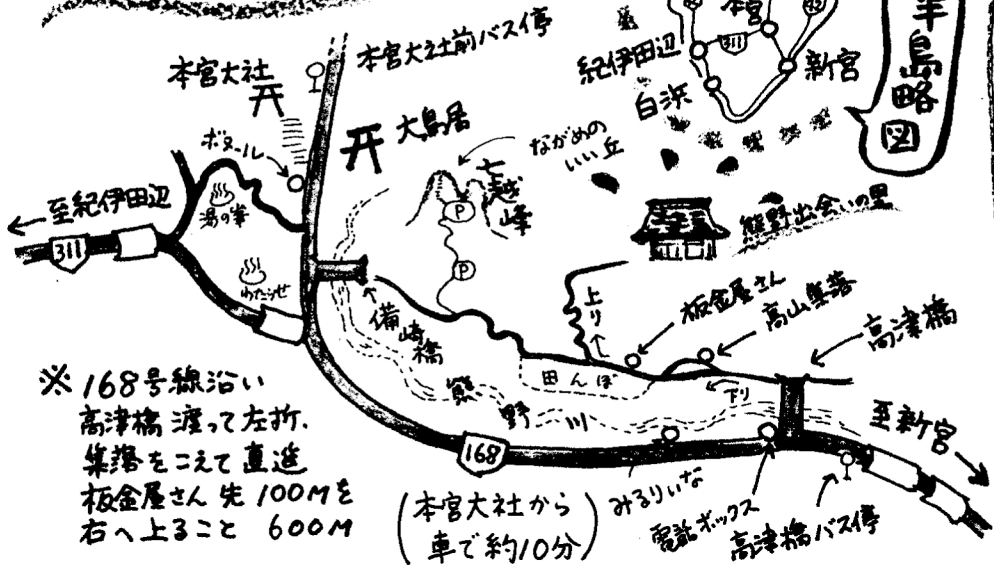 本宮
311
紀伊田辺
新宮
白浜
半島略図
本宮大社前バス停
本宮大社
大鳥居
ボタール
ながめの
いい丘
七越峰
P
P
至紀伊田辺
311
湯の峯
わたらせ
熊野出会いの里
上り
板金屋さん
高山集落
高津橋
備崎橋
田んぼ
下り
熊野川
至新宮
168
みるりいな
電話ボックス
高津橋バス停
※168号線沿い
高津橋渡って左折.
集落をこえて直進
板金屋さん先100Mを
右へ上ること 600M
(本宮大社から
車で約10分)